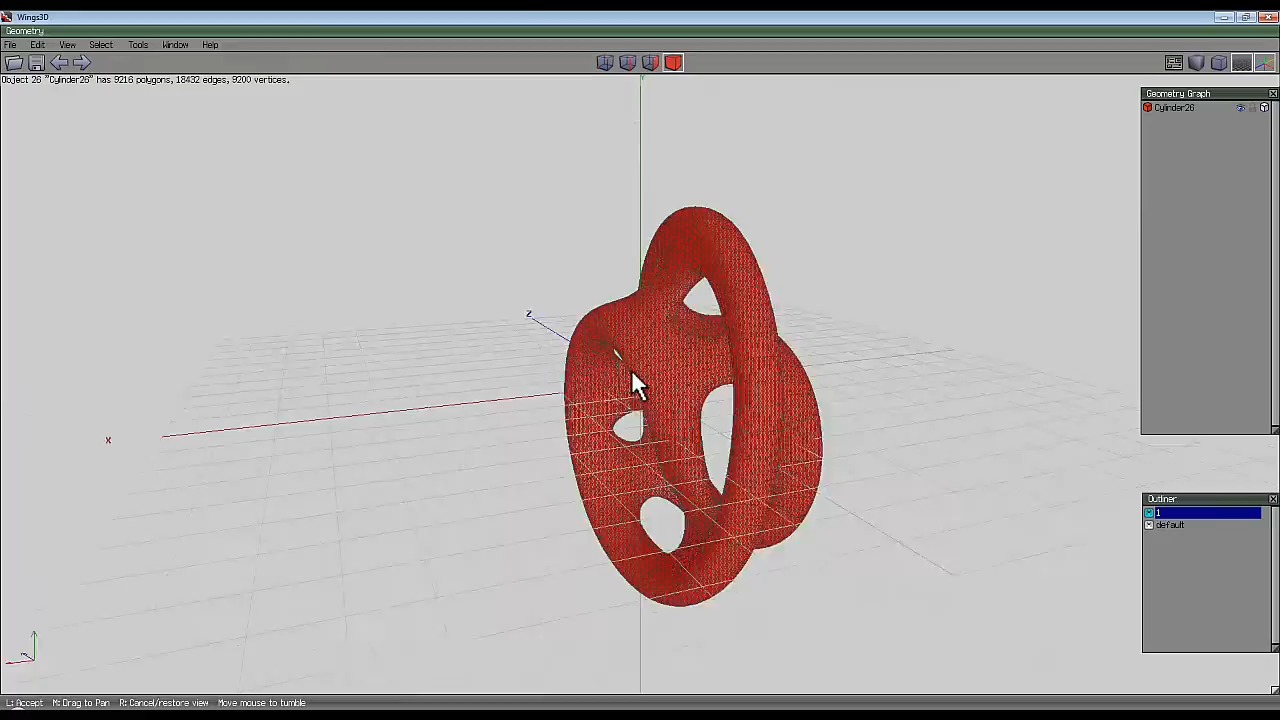 Wings3D
Geometry
File Edit View Select Tools Window Help
Object 26 "Cylinder26" has 9216 polygons, 18432 edges, 9200 vertices.
Y
Geometry Graph
Cylinder26
Z
X
Outliner
1
default
L:Accept M:Drag to Pan R:Cancel/restore view Move mouse to tumble